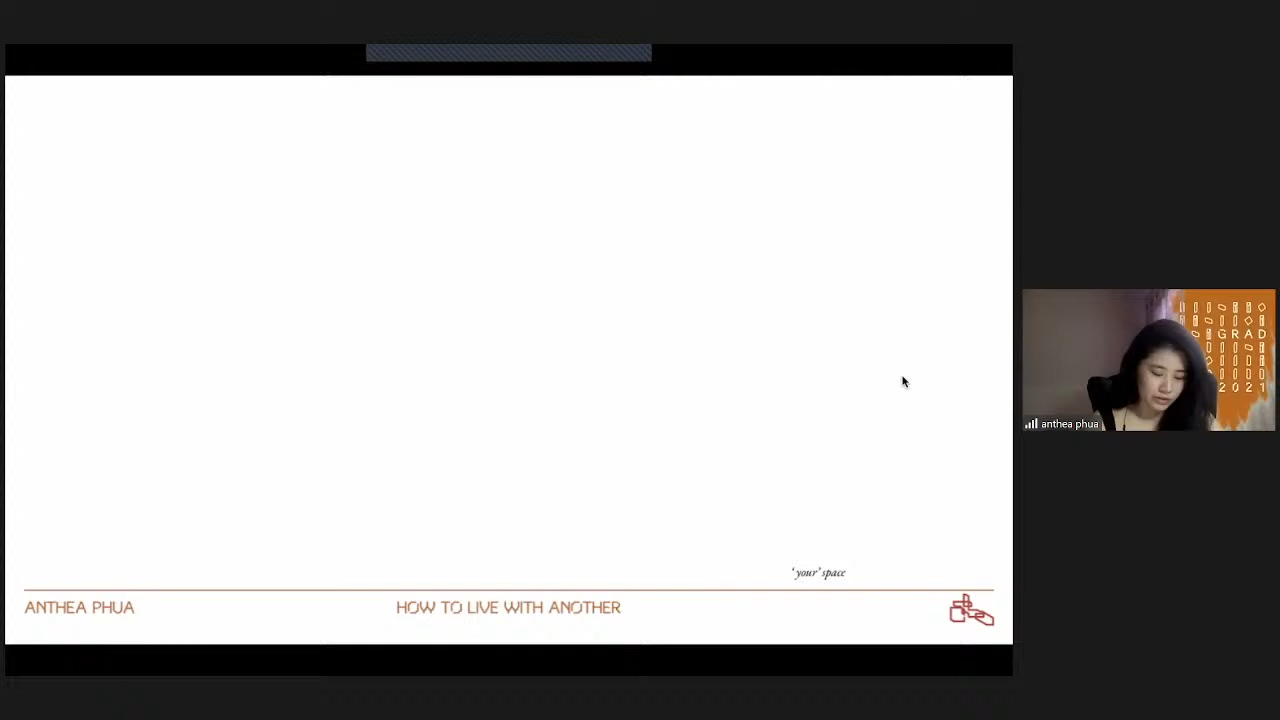 GRAD
2021
anthea phua
‘your’ space
ANTHEA PHUA
HOW TO LIVE WITH ANOTHER